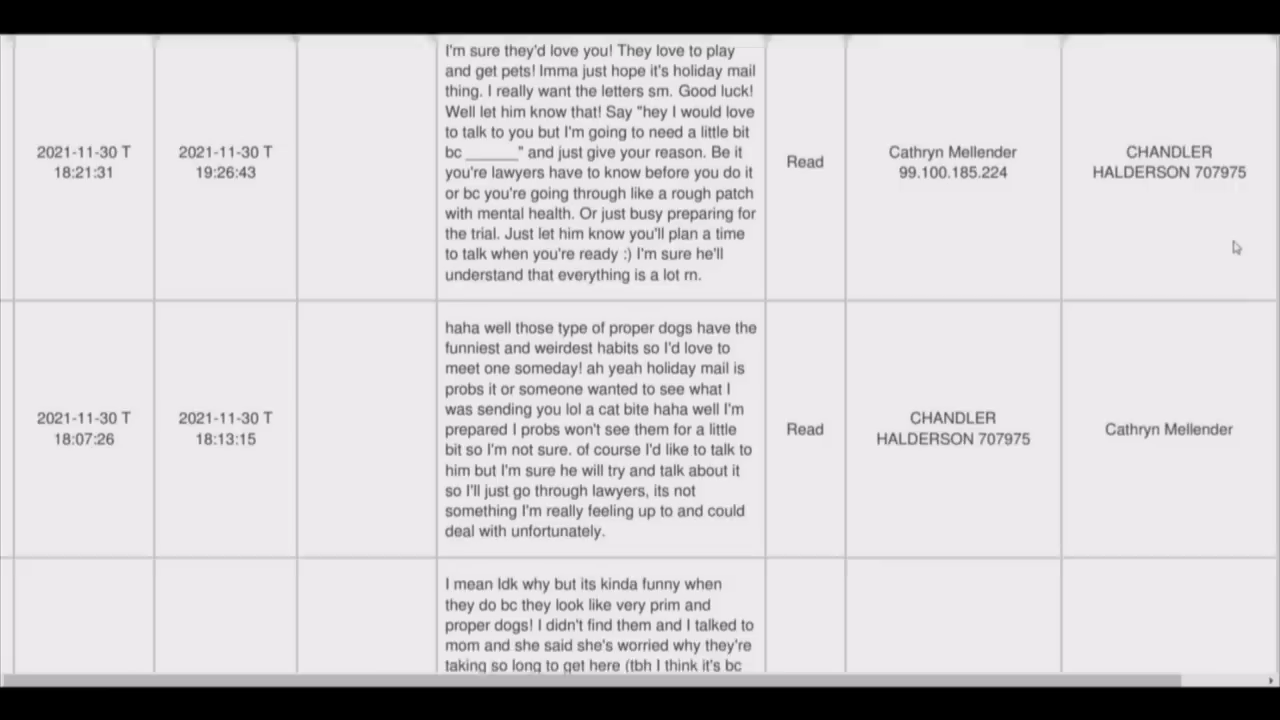 I'm sure they'd love you! They love to play
and get pets! Imma just hope it's holiday mail
thing. I really want the letters sm. Good luck!
Well let him know that! Say "hey I would love
to talk to you but I'm going to need a little bit
bc ______" and just give your reason. Be it
you're lawyers have to know before you do it
or bc you're going through like a rough patch
with mental health. Or just busy preparing for
the trial. Just let him know you'll plan a time
to talk when you're ready :) I'm sure he'll
understand that everything is a lot rn.
2021-11-30 T
18:21:31
2021-11-30 T
19:26:43
Read
Cathryn Mellender
99.100.185.224
CHANDLER
HALDERSON 707975
haha well those type of proper dogs have the
funniest and weirdest habits so I'd love to
meet one someday! ah yeah holiday mail is
probs it or someone wanted to see what I
was sending you lol a cat bite haha well I'm
prepared I probs won't see them for a little
bit so I'm not sure. of course I'd like to talk to
him but I'm sure he will try and talk about it
so I'll just go through lawyers, its not
something I'm really feeling up to and could
deal with unfortunately.
2021-11-30 T
18:07:26
2021-11-30 T
18:13:15
Read
CHANDLER
HALDERSON 707975
Cathryn Mellender
I mean Idk why but its kinda funny when
they do bc they look like very prim and
proper dogs! I didn't find them and I talked to
mom and she said she's worried why they're
taking so long to get here (tbh I think it's bc